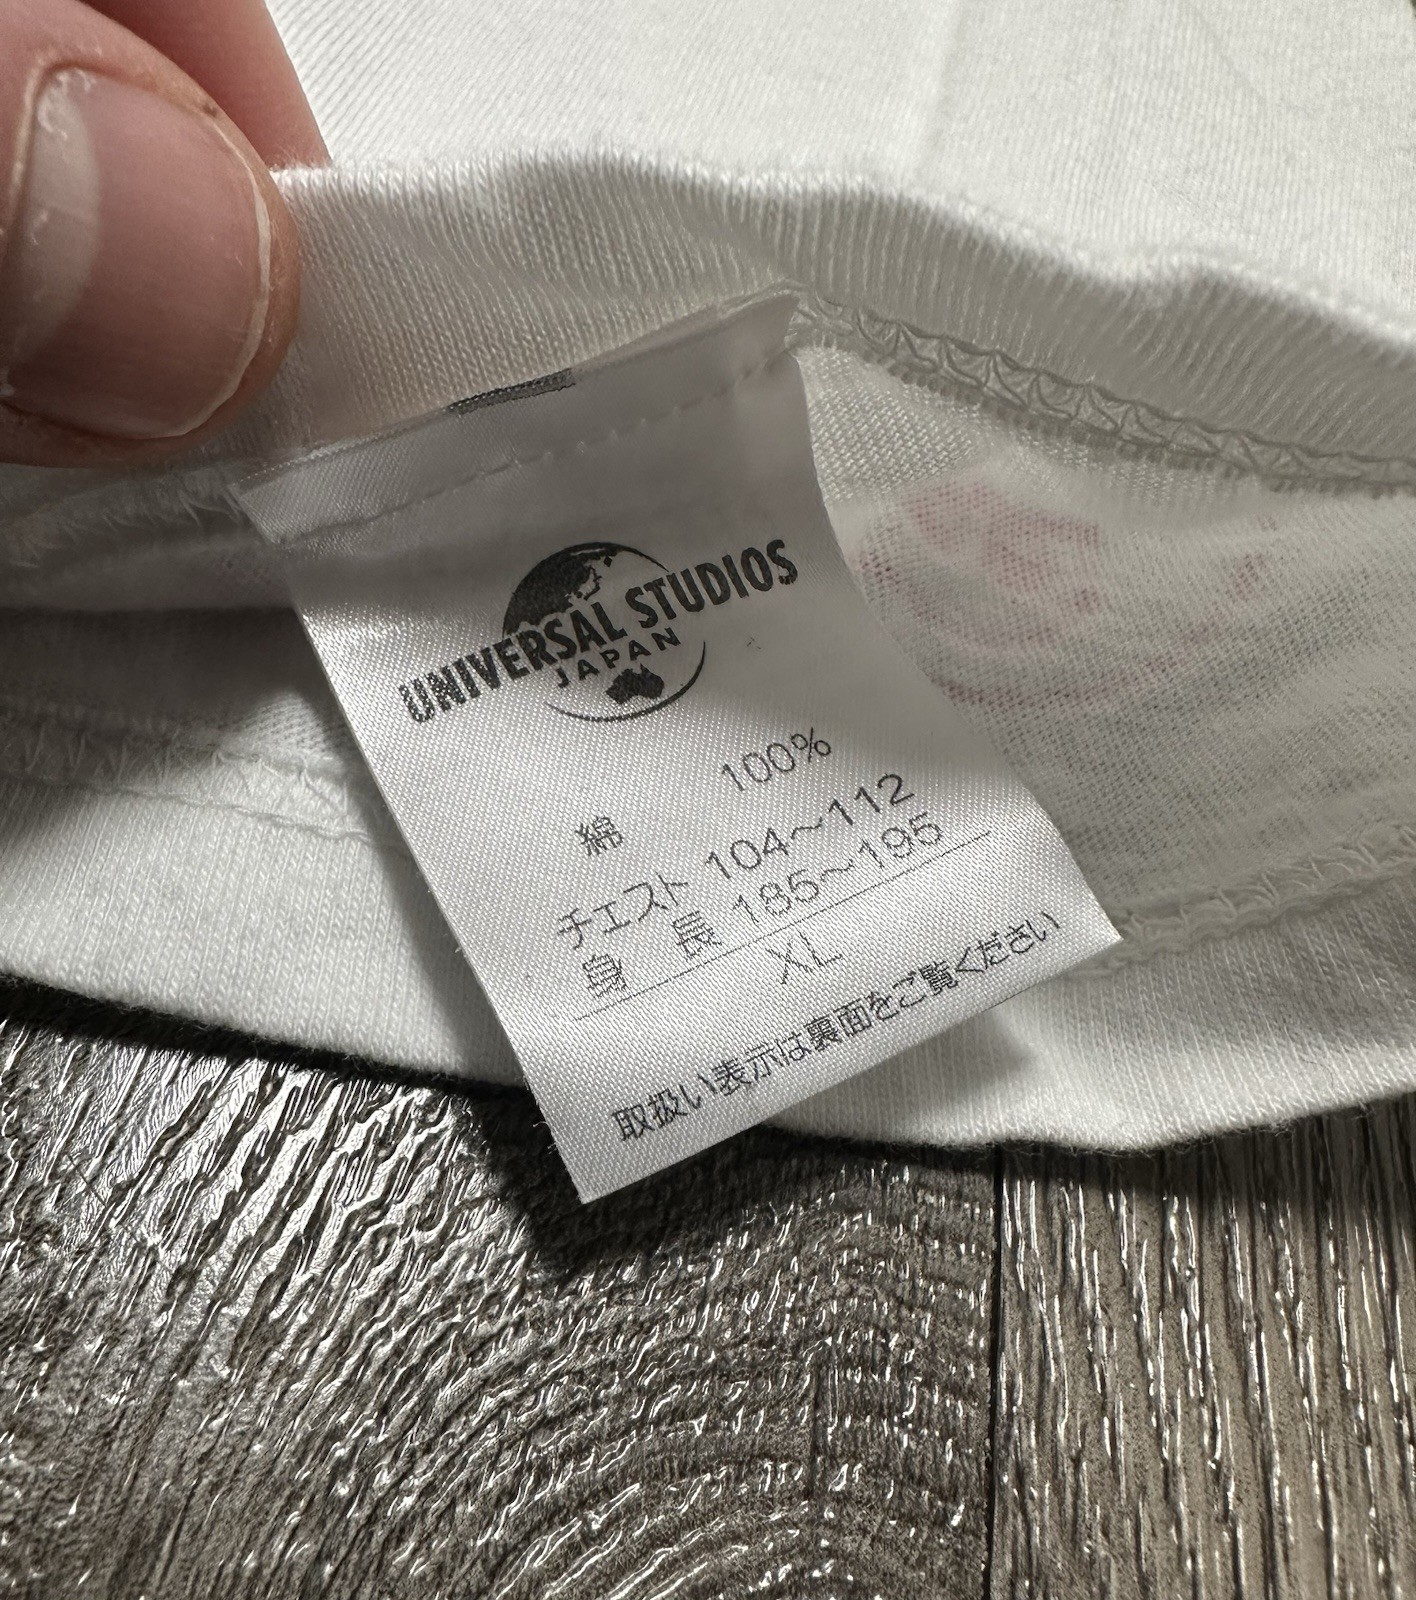 UNIVERSAL STUDIOS
JAPAN
綿 100%
チェスト 104〜112
身 長 185〜195
XL
取扱い表示は裏面をご覧ください